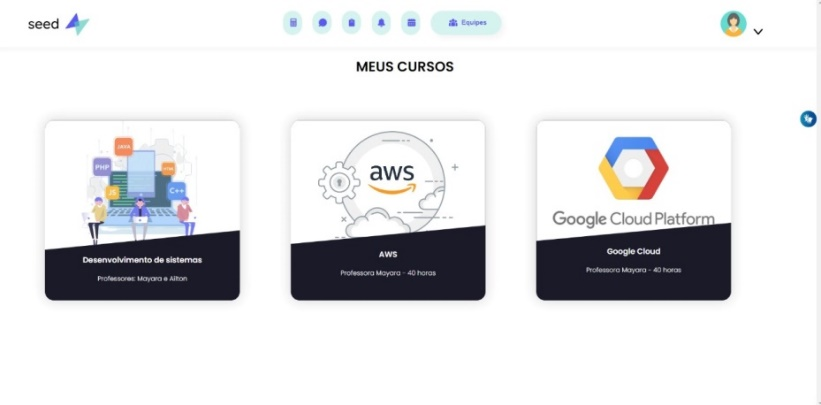 seed
Equipes
MEUS CURSOS
JAVA
PHP
JS
C++
Desenvolvimento de sistemas
Professores: Mayara e Ailton
aws
AWS
Professora Mayara - 40 horas
Google Cloud Platform
Google Cloud
Professora Mayara - 40 horas